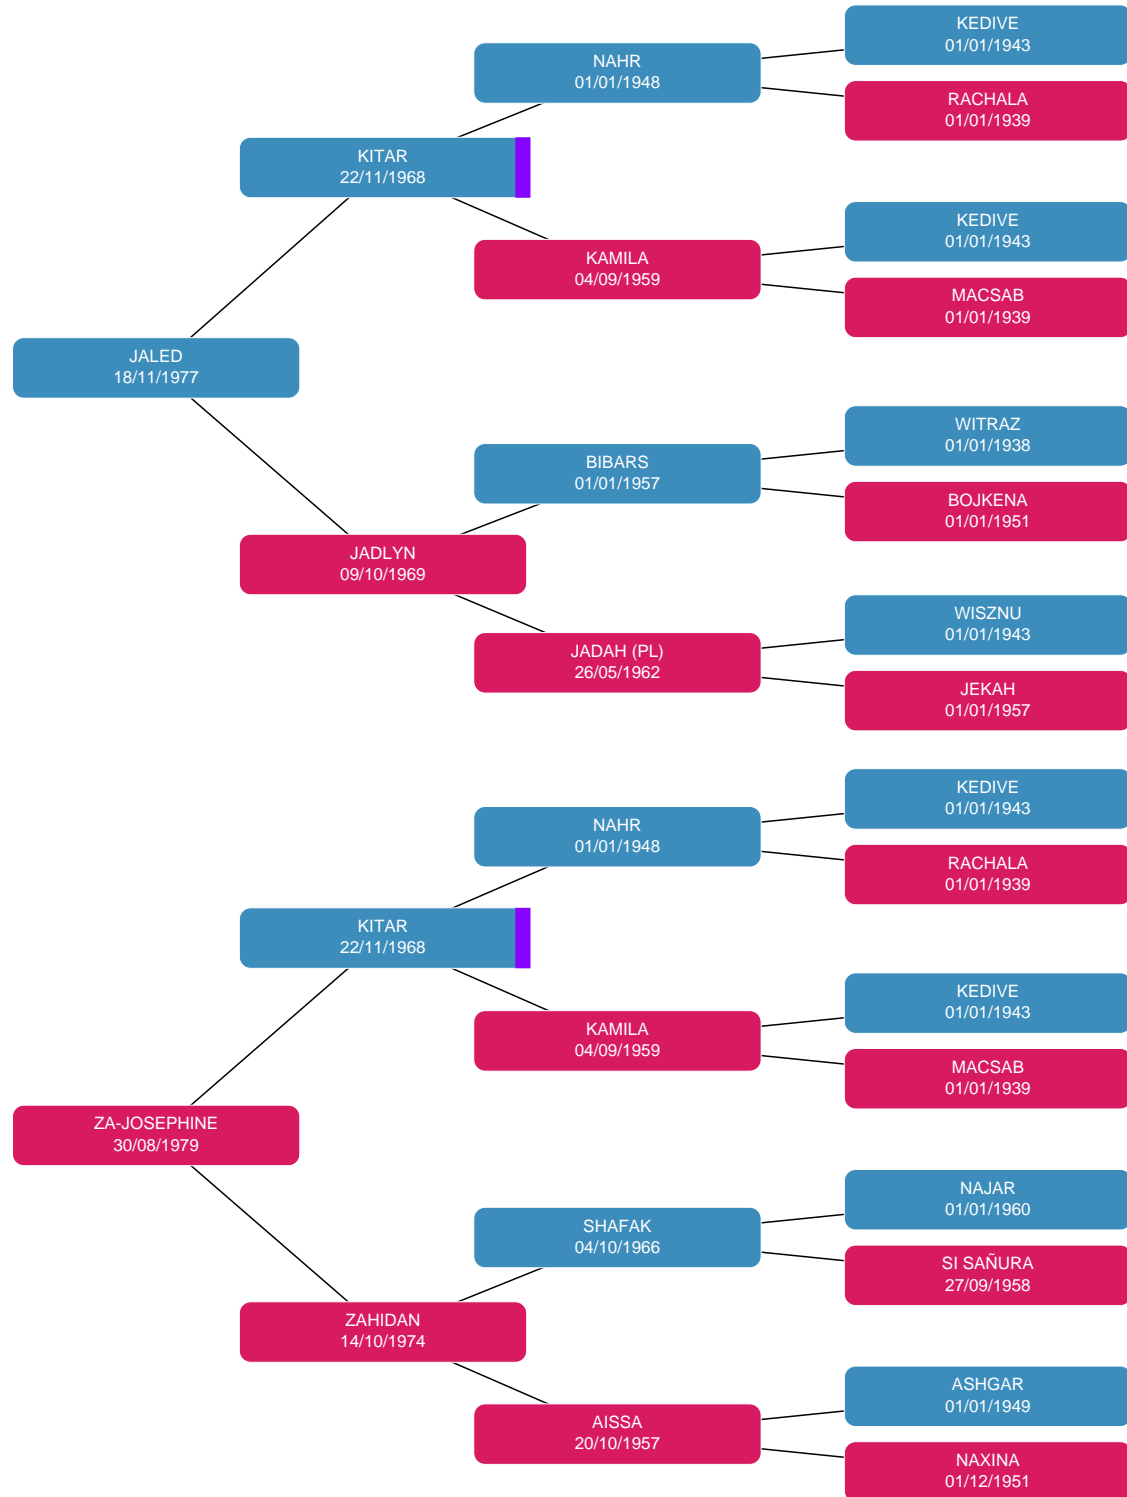 KEDIVE
01/01/1943
NAHR
01/01/1948
RACHALA
01/01/1939
KITAR
22/11/1968
KEDIVE
01/01/1943
KAMILA
04/09/1959
MACSAB
01/01/1939
JALED
18/11/1977
WITRAZ
01/01/1938
BIBARS
01/01/1957
BOJKENA
01/01/1951
JADLYN
09/10/1969
WISZNU
01/01/1943
JADAH (PL)
26/05/1962
JEKAH
01/01/1957
KEDIVE
01/01/1943
NAHR
01/01/1948
RACHALA
01/01/1939
KITAR
22/11/1968
KEDIVE
01/01/1943
KAMILA
04/09/1959
MACSAB
01/01/1939
ZA-JOSEPHINE
30/08/1979
NAJAR
01/01/1960
SHAFAK
04/10/1966
SI SAÑURA
27/09/1958
ZAHIDAN
14/10/1974
ASHGAR
01/01/1949
AISSA
20/10/1957
NAXINA
01/12/1951